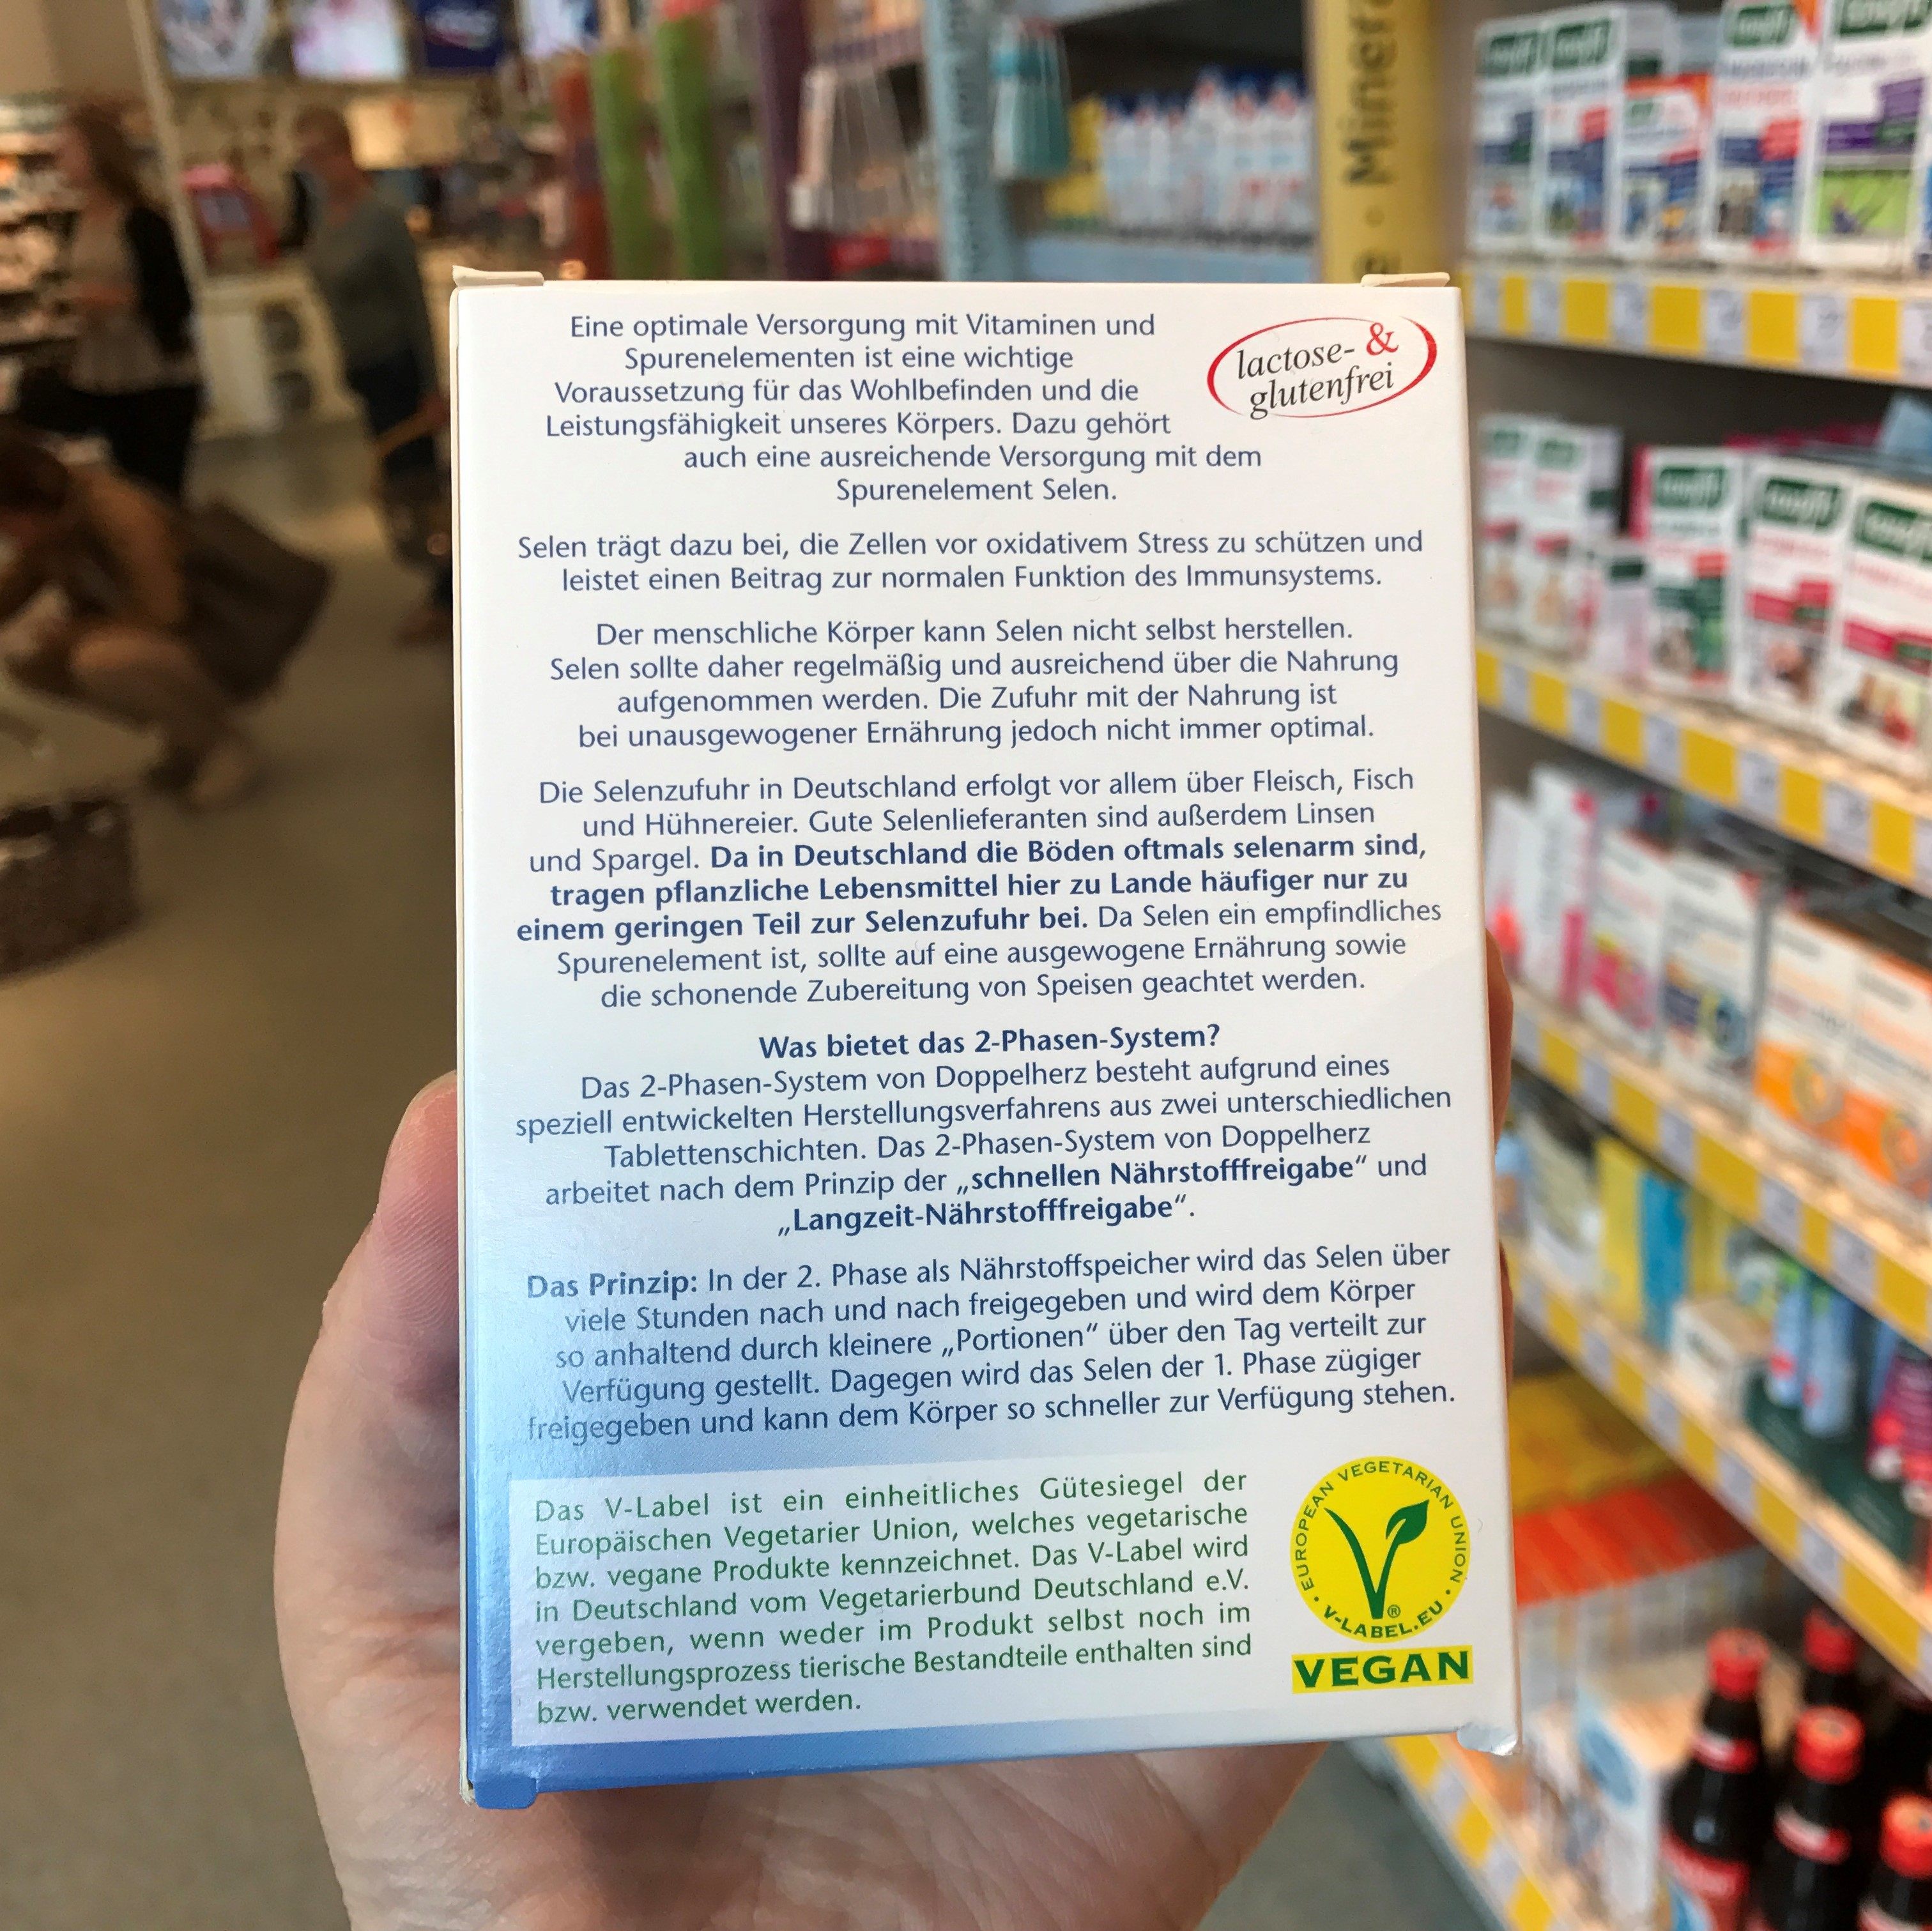 Eine optimale Versorgung mit Vitaminen und
Spurenelementen ist eine wichtige
Voraussetzung für das Wohlbefinden und die
Leistungsfähigkeit unseres Körpers. Dazu gehört
auch eine ausreichende Versorgung mit dem
Spurenelement Selen.
lactose- &
glutenfrei
Selen trägt dazu bei, die Zellen vor oxidativem Stress zu schützen und
leistet einen Beitrag zur normalen Funktion des Immunsystems.
Der menschliche Körper kann Selen nicht selbst herstellen.
Selen sollte daher regelmäßig und ausreichend über die Nahrung
aufgenommen werden. Die Zufuhr mit der Nahrung ist
bei unausgewogener Ernährung jedoch nicht immer optimal.
Die Selenzufuhr in Deutschland erfolgt vor allem über Fleisch, Fisch
und Hühnereier. Gute Selenlieferanten sind außerdem Linsen
und Spargel. Da in Deutschland die Böden oftmals selenarm sind,
tragen pflanzliche Lebensmittel hier zu Lande häufiger nur zu
einem geringen Teil zur Selenzufuhr bei. Da Selen ein empfindliches
Spurenelement ist, sollte auf eine ausgewogene Ernährung sowie
die schonende Zubereitung von Speisen geachtet werden.
Was bietet das 2-Phasen-System?
Das 2-Phasen-System von Doppelherz besteht aufgrund eines
speziell entwickelten Herstellungsverfahrens aus zwei unterschiedlichen
Tablettenschichten. Das 2-Phasen-System von Doppelherz
arbeitet nach dem Prinzip der „schnellen Nährstofffreigabe“ und
„Langzeit-Nährstofffreigabe“.
Das Prinzip: In der 2. Phase als Nährstoffspeicher wird das Selen über
viele Stunden nach und nach freigegeben und wird dem Körper
so anhaltend durch kleinere „Portionen“ über den Tag verteilt zur
Verfügung gestellt. Dagegen wird das Selen der 1. Phase zügiger
freigegeben und kann dem Körper so schneller zur Verfügung stehen.
Das V-Label ist ein einheitliches Gütesiegel der
Europäischen Vegetarier Union, welches vegetarische
bzw. vegane Produkte kennzeichnet. Das V-Label wird
in Deutschland vom Vegetarierbund Deutschland e.V.
vergeben, wenn weder im Produkt selbst noch im
Herstellungsprozess tierische Bestandteile enthalten sind
bzw. verwendet werden.
EUROPEAN VEGETARIAN UNION
• V-LABEL.EU •
®
VEGAN